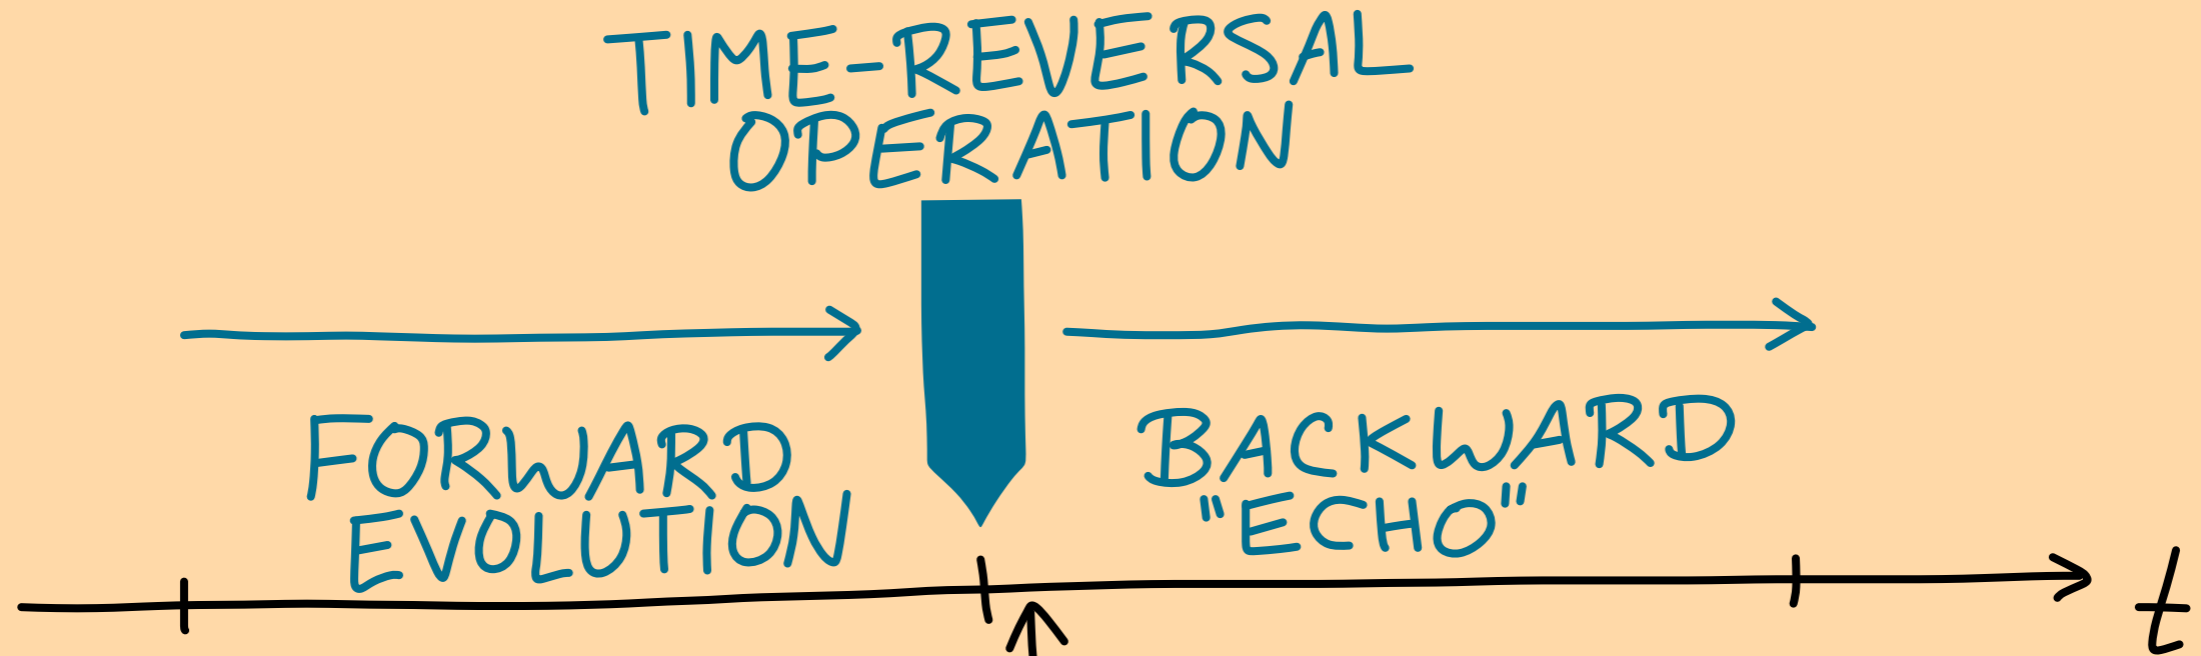 TIME-REVERSAL
OPERATION
FORWARD
EVOLUTION
BACKWARD
"ECHO"
t